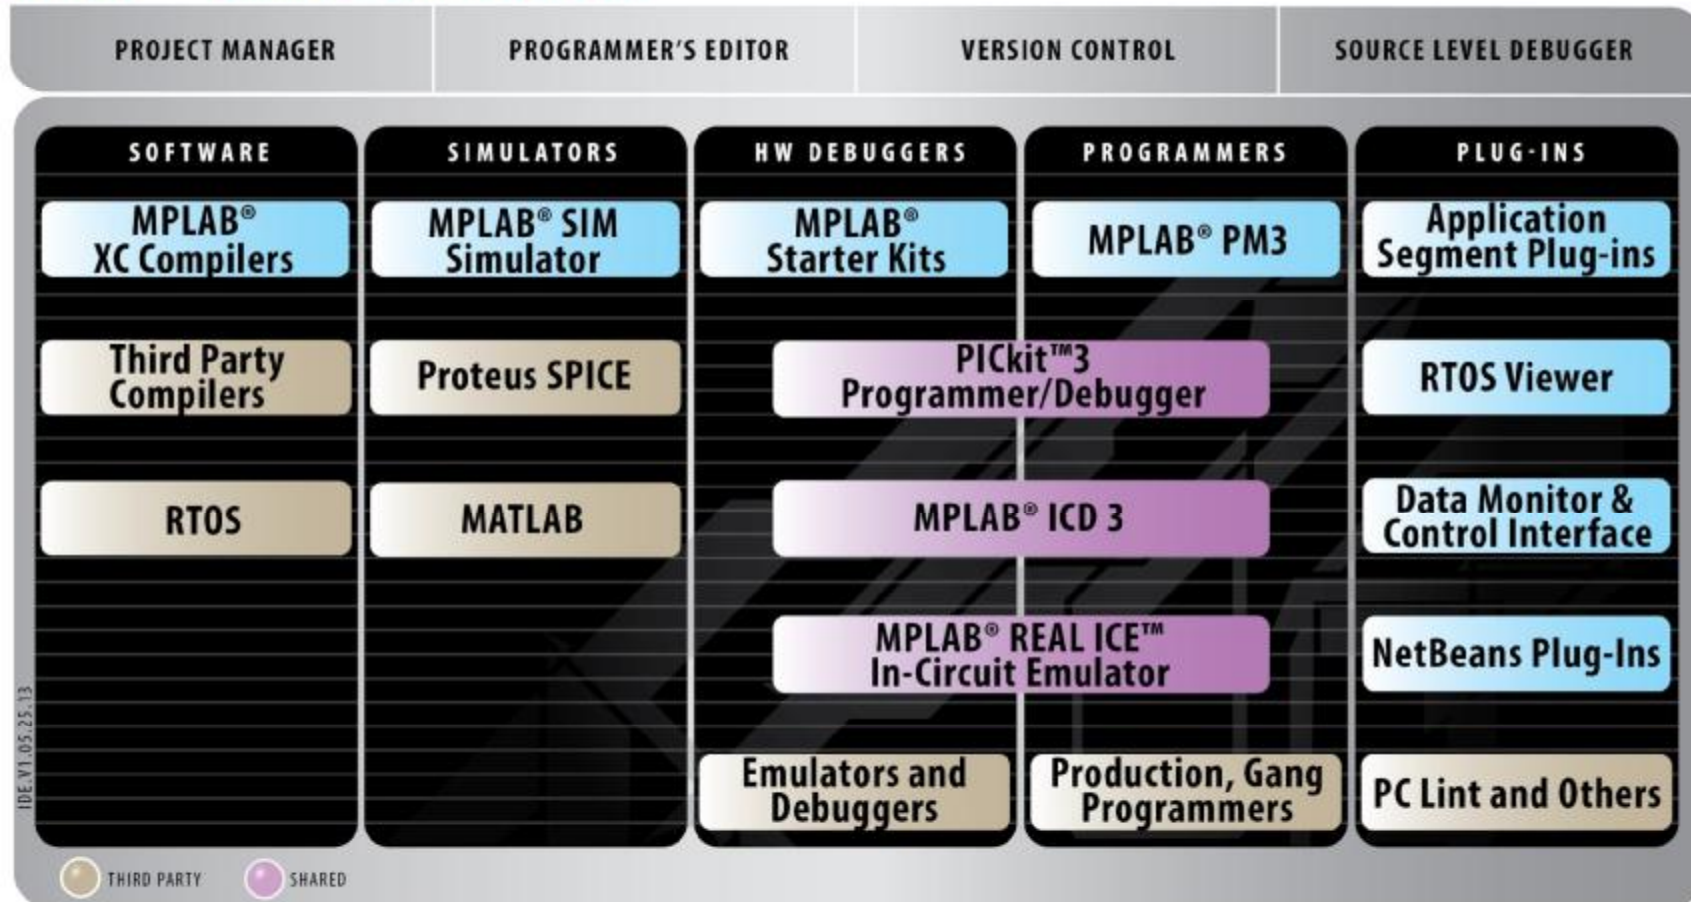 PROJECT MANAGER
PROGRAMMER'S EDITOR
VERSION CONTROL
SOURCE LEVEL DEBUGGER
SOFTWARE
MPLAB®
XC Compilers
Third Party
Compilers
RTOS
SIMULATORS
MPLAB® SIM
Simulator
Proteus SPICE
MATLAB
HW DEBUGGERS
PROGRAMMERS
MPLAB®
Starter Kits
MPLAB® PM3
PICkit™3
Programmer/Debugger
MPLAB® ICD 3
MPLAB® REAL ICE™
In-Circuit Emulator
Emulators and
Debuggers
Production, Gang
Programmers
PLUG-INS
Application
Segment Plug-ins
RTOS Viewer
Data Monitor &
Control Interface
NetBeans Plug-Ins
PC Lint and Others
IDE.V1.05.25.13
THIRD PARTY
SHARED